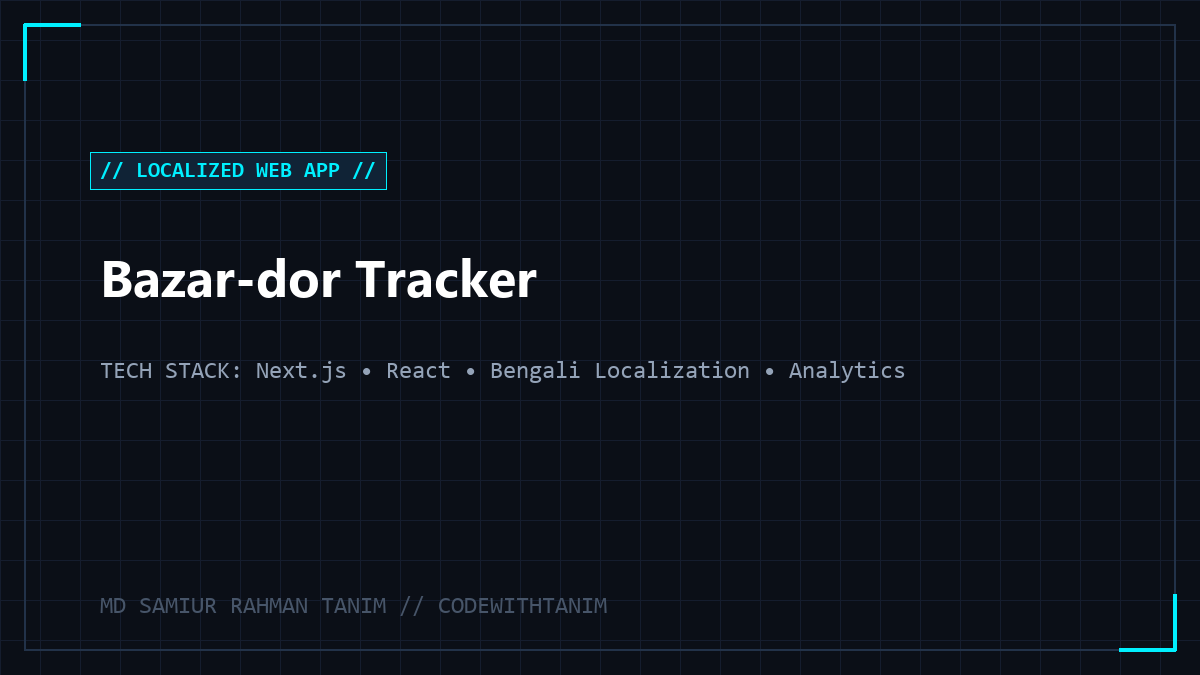 // LOCALIZED WEB APP //
Bazar-dor Tracker
TECH STACK: Next.js • React • Bengali Localization • Analytics
MD SAMIUR RAHMAN TANIM // CODEWITHTANIM